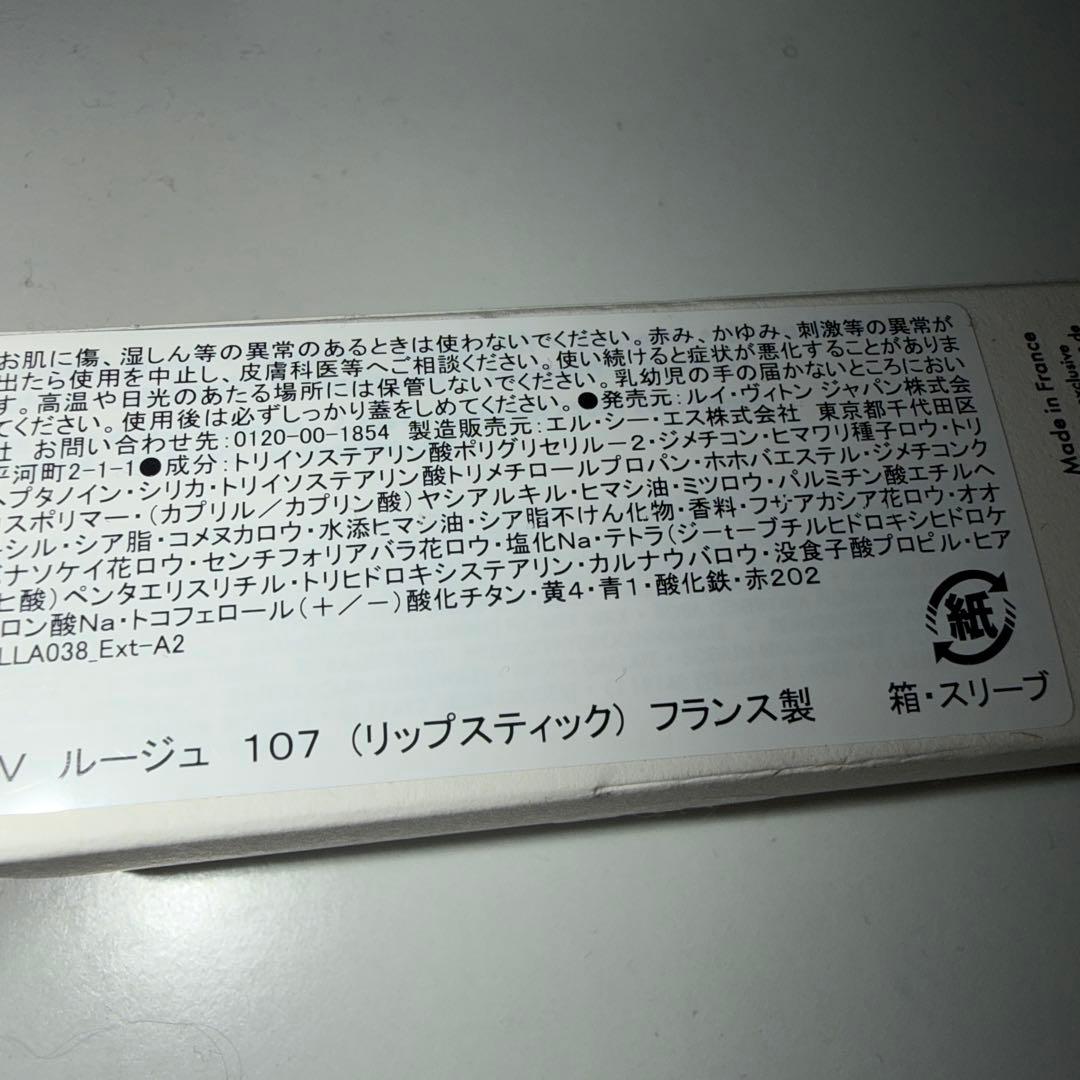 お肌に傷、湿しん等の異常のあるときは使わないでください。赤み、かゆみ、刺激等の異常が
出たら使用を中止し、皮膚科医等へご相談ください。使い続けると症状が悪化することがありま
す。高温や日光のあたる場所には保管しないでください。乳幼児の手の届かないところにおい
てください。使用後は必ずしっかり蓋をしめてください。●発売元：ルイ・ヴィトン ジャパン株式会
社 お問い合わせ先：0120-00-1854 製造販売元：エル・シー・エス株式会社 東京都千代田区
平河町2-1-1●成分：トリイソステアリン酸ポリグリセリル－2・ジメチコン・ヒマワリ種子ロウ・トリ
ヘプタノイン・シリカ・トリイソステアリン酸トリメチロールプロパン・ホホバエステル・ジメチコンク
ロスポリマー・（カプリル／カプリン酸）ヤシアルキル・ヒマシ油・ミツロウ・パルミチン酸エチルヘ
キシル・シア脂・コメヌカロウ・水添ヒマシ油・シア脂不けん化物・香料・フサアカシア花ロウ・オオ
バナソケイ花ロウ・センチフォリアバラ花ロウ・塩化Na・テトラ（ジーtーブチルヒドロキシヒドロケ
イヒ酸）ペンタエリスリチル・トリヒドロキシステアリン・カルナウバロウ・没食子酸プロピル・ヒア
ロン酸Na・トコフェロール（＋／－）酸化チタン・黄4・青1・酸化鉄・赤202
LLA038_Ext-A2
V ルージュ 107 （リップスティック） フランス製
紙
箱・スリーブ
Made in France